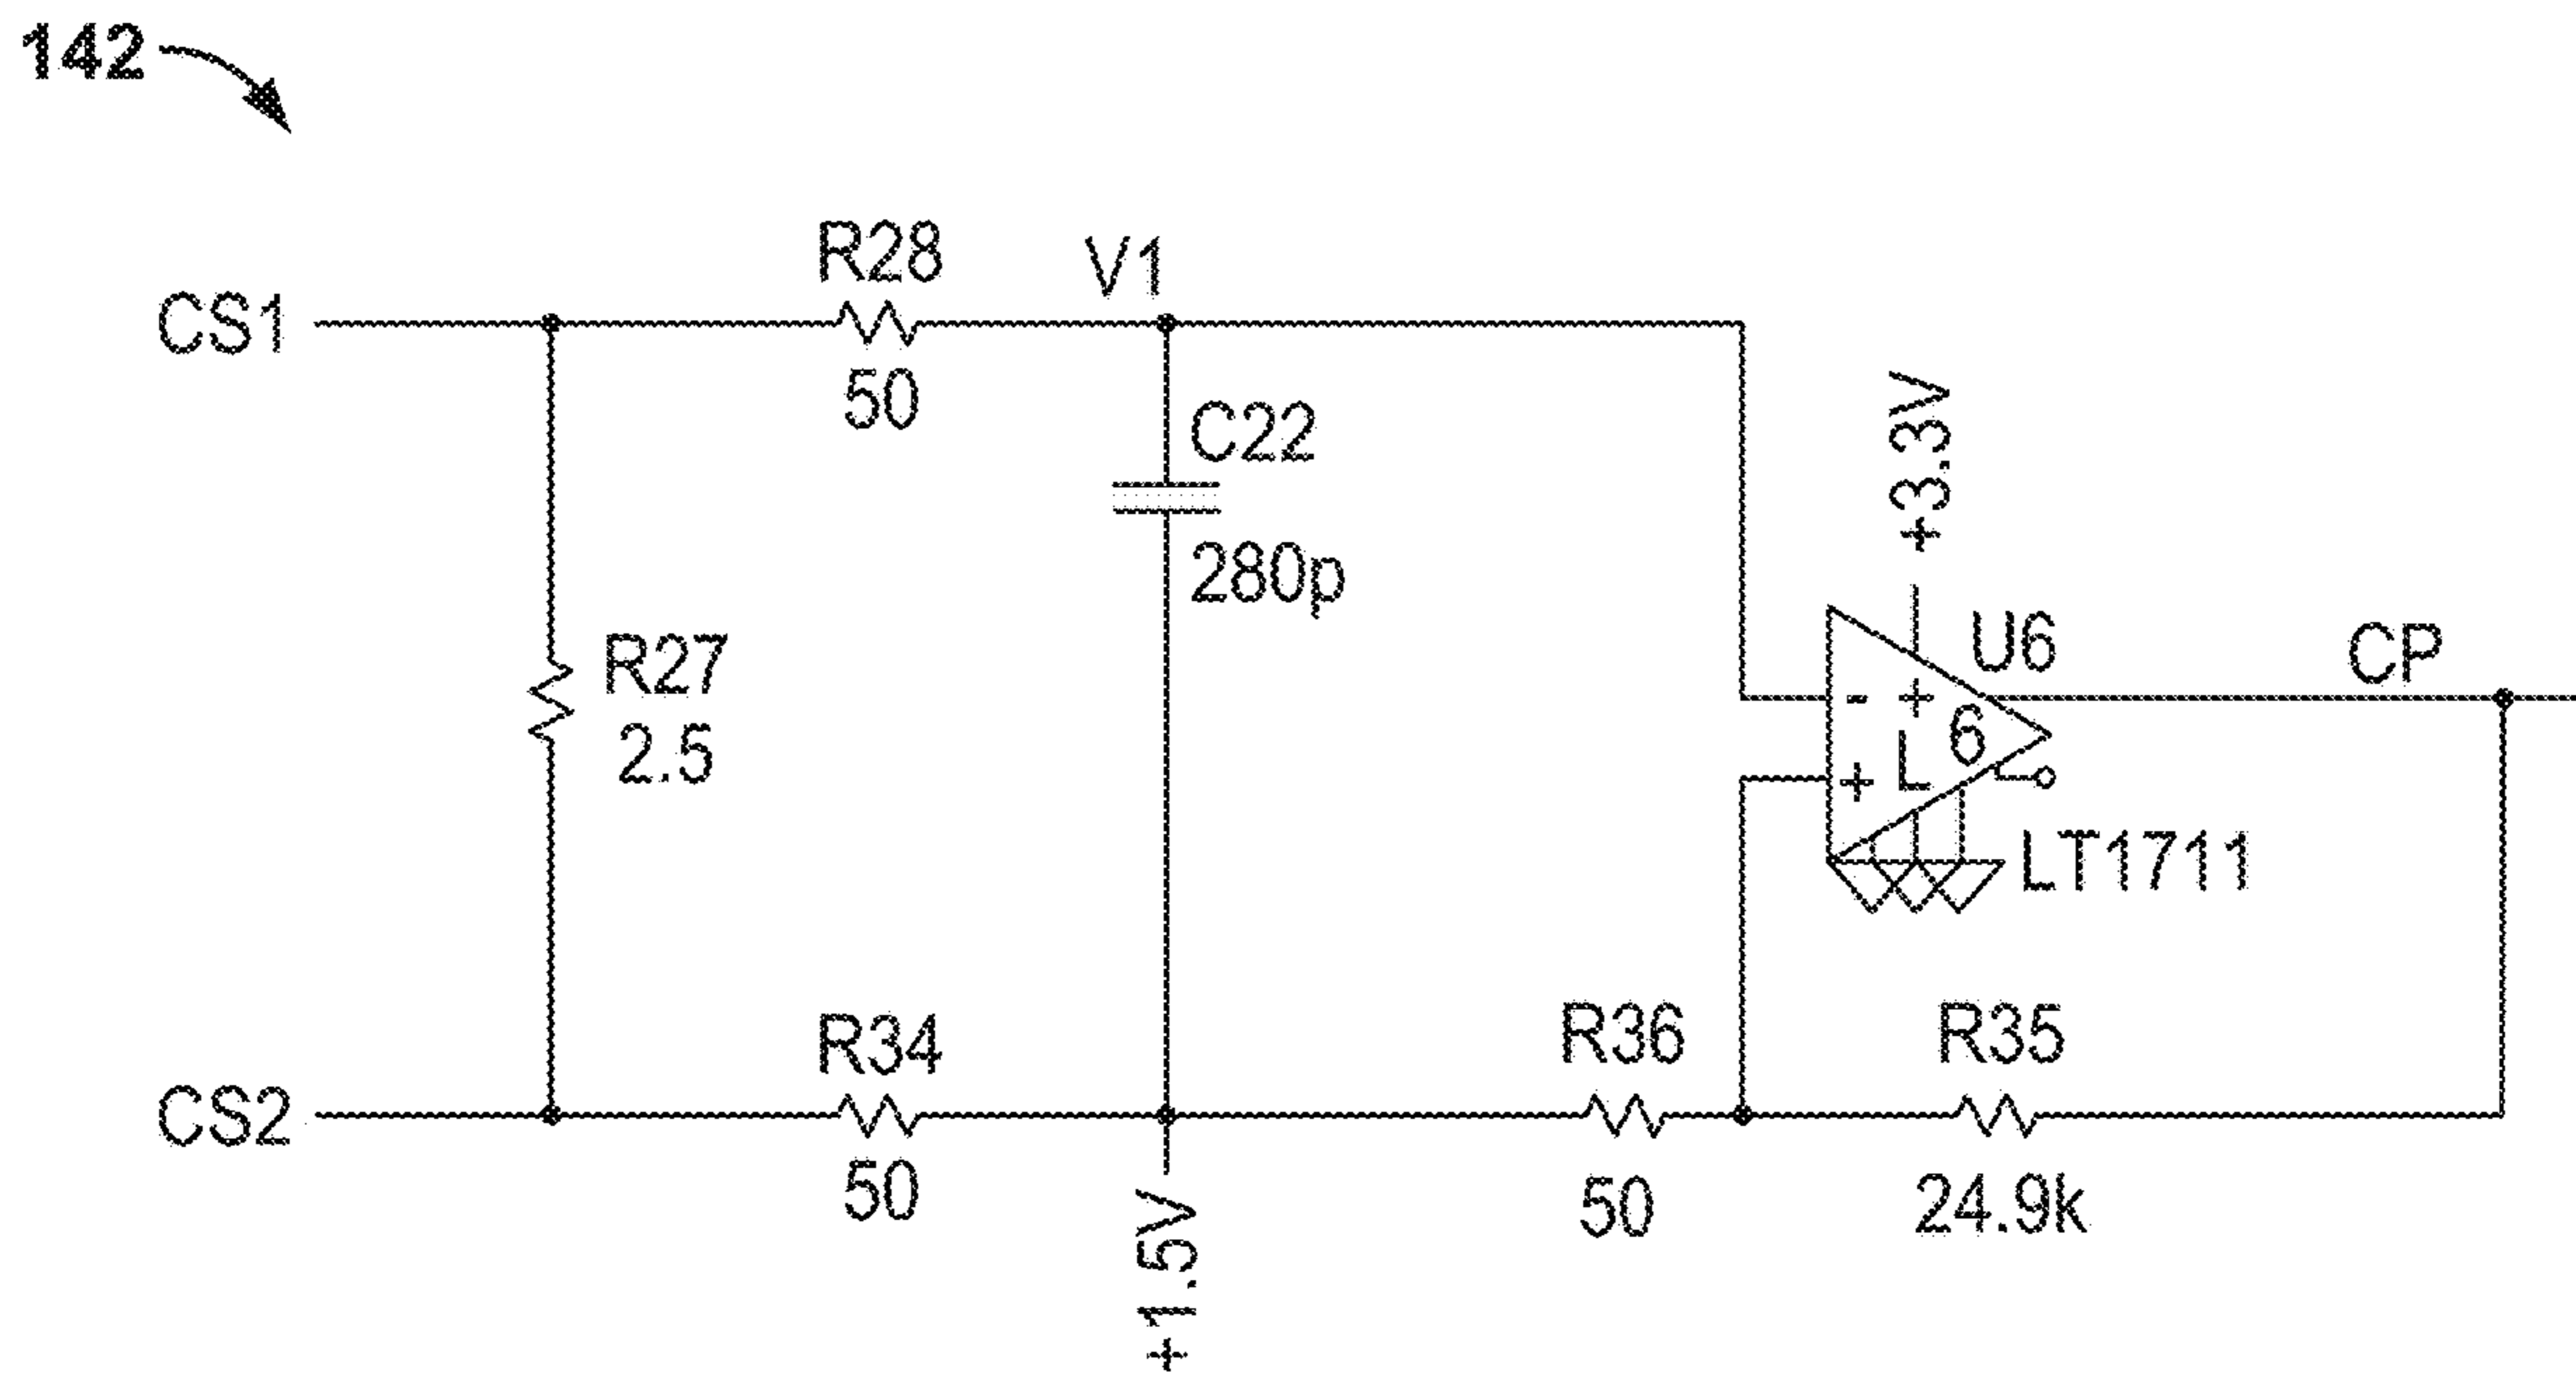 142
R28
V1
CS1
50
C22
+3.3V
280p
U6
CP
R27
2.5
- +
6
L
+
LT1711
R34
R36
R35
CS2
50
50
24.9k
+1.5V